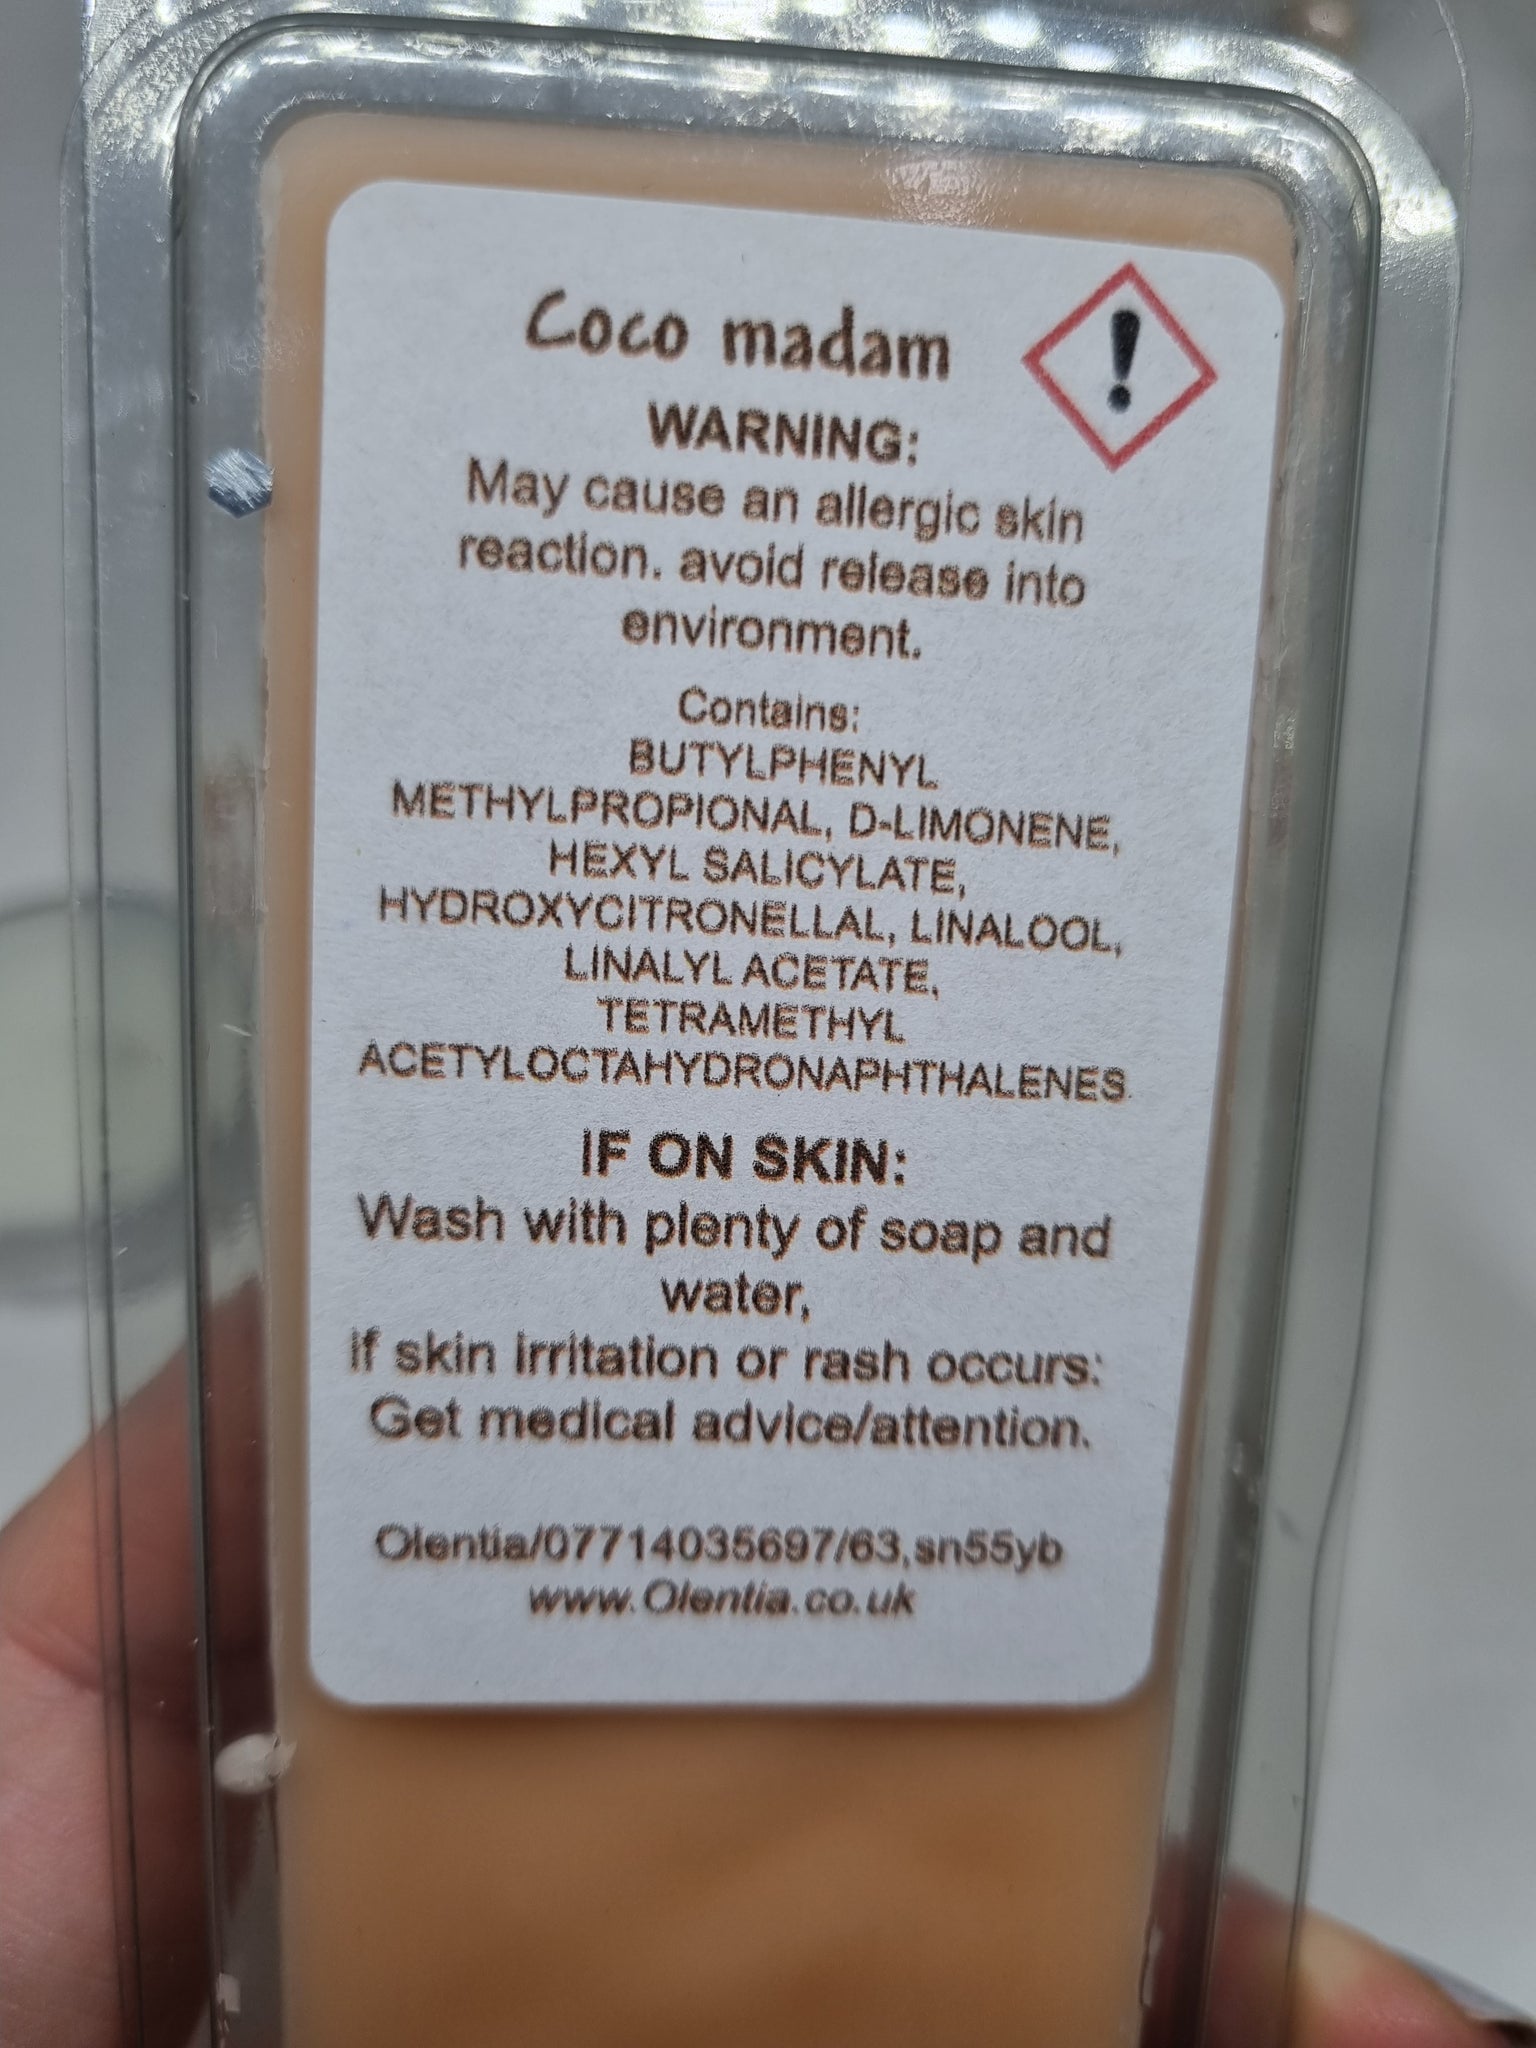 Coco madam
WARNING:
May cause an allergic skin
reaction. avoid release into
environment.
Contains:
BUTYLPHENYL
METHYLPROPIONAL, D-LIMONENE,
HEXYL SALICYLATE,
HYDROXYCITRONELLAL, LINALOOL,
LINALYL ACETATE,
TETRAMETHYL
ACETYLOCTAHYDRONAPHTHALENES.
IF ON SKIN:
Wash with plenty of soap and
water,
If skin irritation or rash occurs:
Get medical advice/attention.
Olentia/07714035697/63,sn55yb
www.Olentia.co.uk